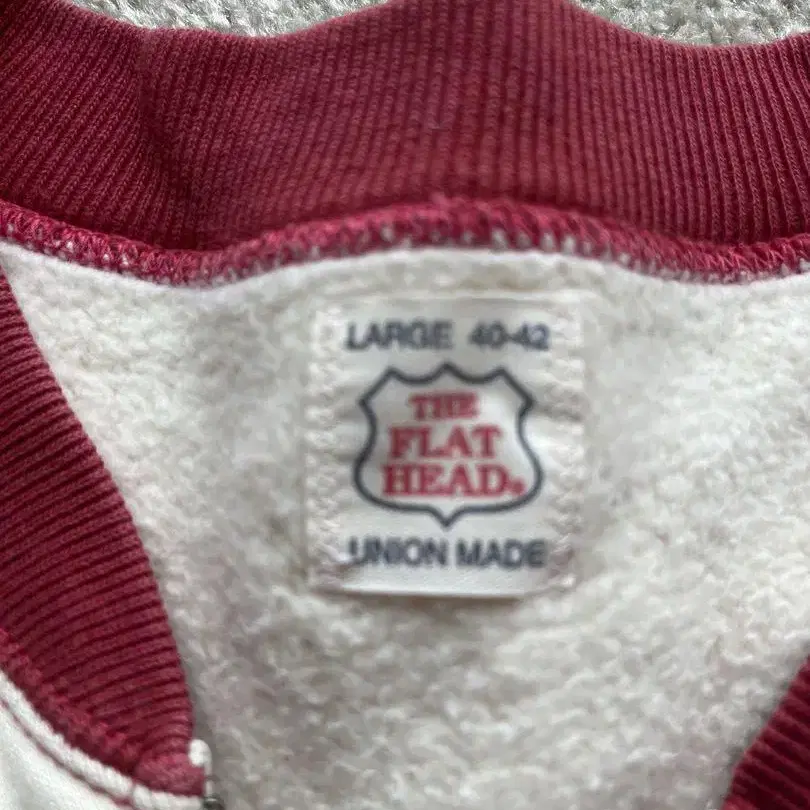 LARGE 40-42
THE
FLAT
HEAD®
UNION MADE